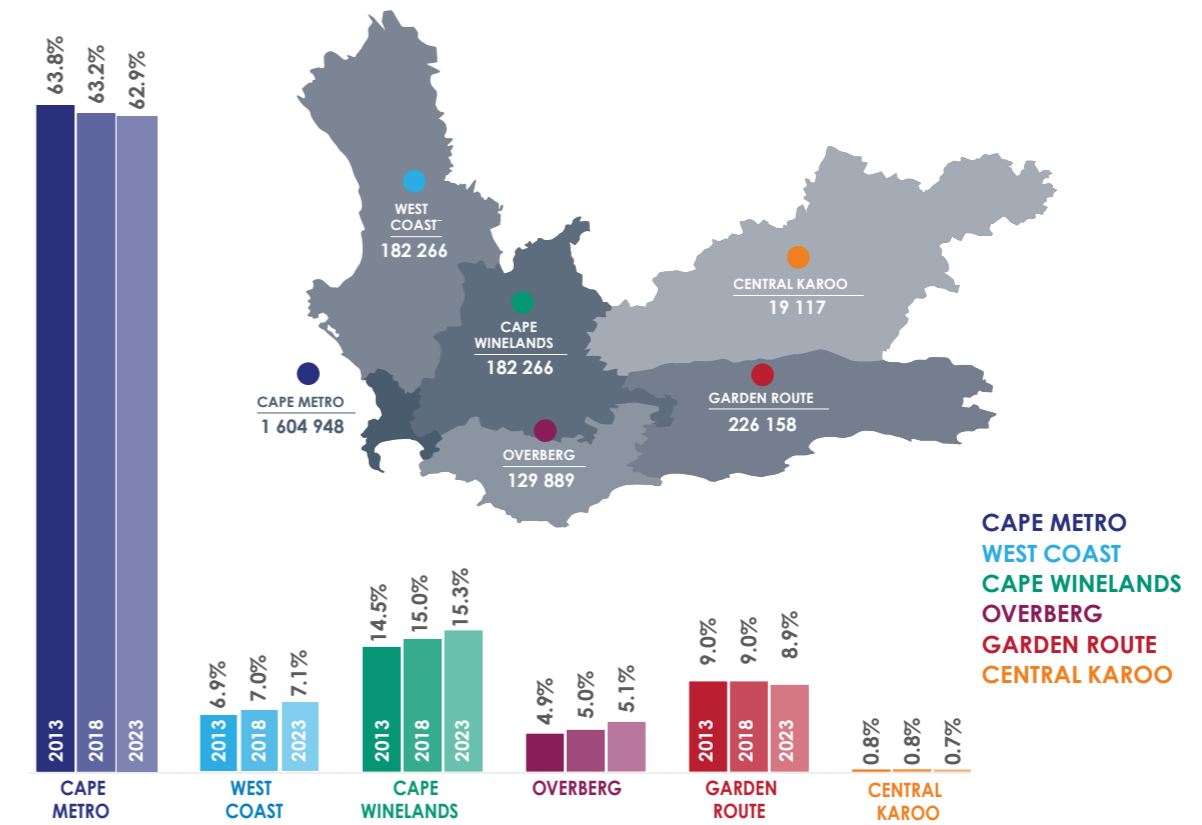 63.8%
63.2%
62.9%
2013
2018
2023
CAPE
METRO
WEST
COAST
182 266
CAPE
WINELANDS
182 266
CAPE METRO
1 604 948
OVERBERG
129 889
CENTRAL KAROO
19 117
GARDEN ROUTE
226 158
CAPE METRO
WEST COAST
CAPE WINELANDS
OVERBERG
GARDEN ROUTE
CENTRAL KAROO
6.9%
7.0%
7.1%
2013
2018
2023
WEST
COAST
14.5%
15.0%
15.3%
2013
2018
2023
CAPE
WINELANDS
4.9%
5.0%
5.1%
OVERBERG
9.0%
9.0%
8.9%
2013
2018
2023
GARDEN
ROUTE
0.8%
0.8%
0.7%
CENTRAL
KAROO